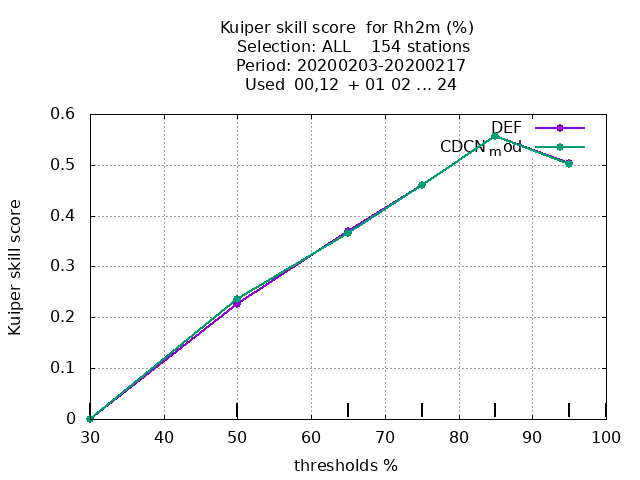 Kuiper skill score  for Rh2m (%)
Selection: ALL    154 stations
Period: 20200203-20200217
Used  00,12  + 01 02 ... 24
DEF
CDCN_mod
Kuiper skill score
0.6
0.5
0.4
0.3
0.2
0.1
0
30 40 50 60 70 80 90 100
thresholds %